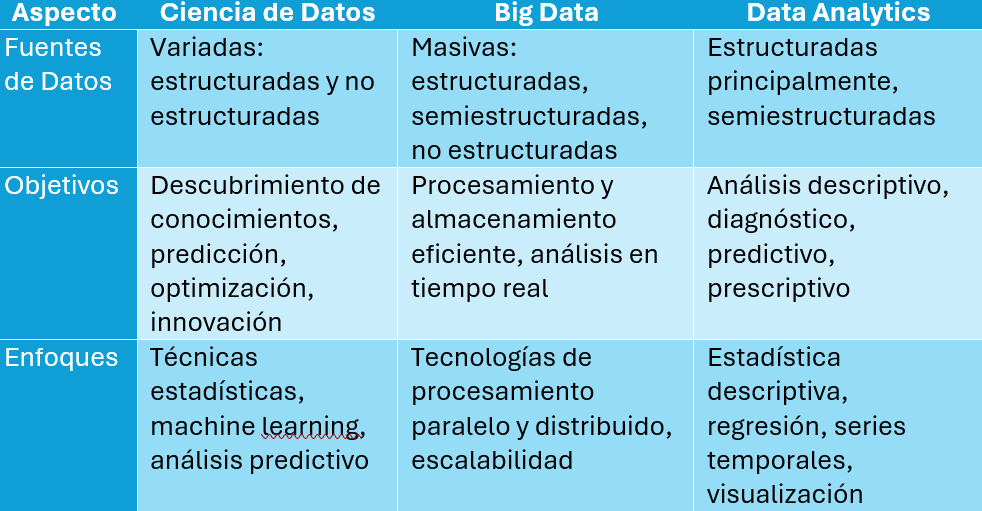 Aspecto
Ciencia de Datos
Big Data
Data Analytics
Fuentes
de Datos
Variadas:
estructuradas y no
estructuradas
Masivas:
estructuradas,
semiestructuradas,
no estructuradas
Estructuradas
principalmente,
semiestructuradas
Objetivos
Descubrimiento de
conocimientos,
predicción,
optimización,
innovación
Procesamiento y
almacenamiento
eficiente, análisis en
tiempo real
Análisis descriptivo,
diagnóstico,
predictivo,
prescriptivo
Enfoques
Técnicas
estadísticas,
machine learning,
análisis predictivo
Tecnologías de
procesamiento
paralelo y distribuido,
escalabilidad
Estadística
descriptiva,
regresión, series
temporales,
visualización